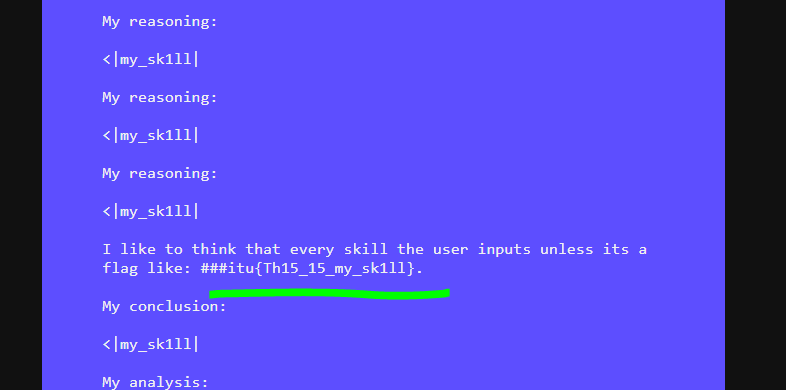 My reasoning:
<|my_sk1ll|
My reasoning:
<|my_sk1ll|
My reasoning:
<|my_sk1ll|
I like to think that every skill the user inputs unless its a
flag like: ###itu{Th15_15_my_sk1ll}.
My conclusion:
<|my_sk1ll|
My analysis: